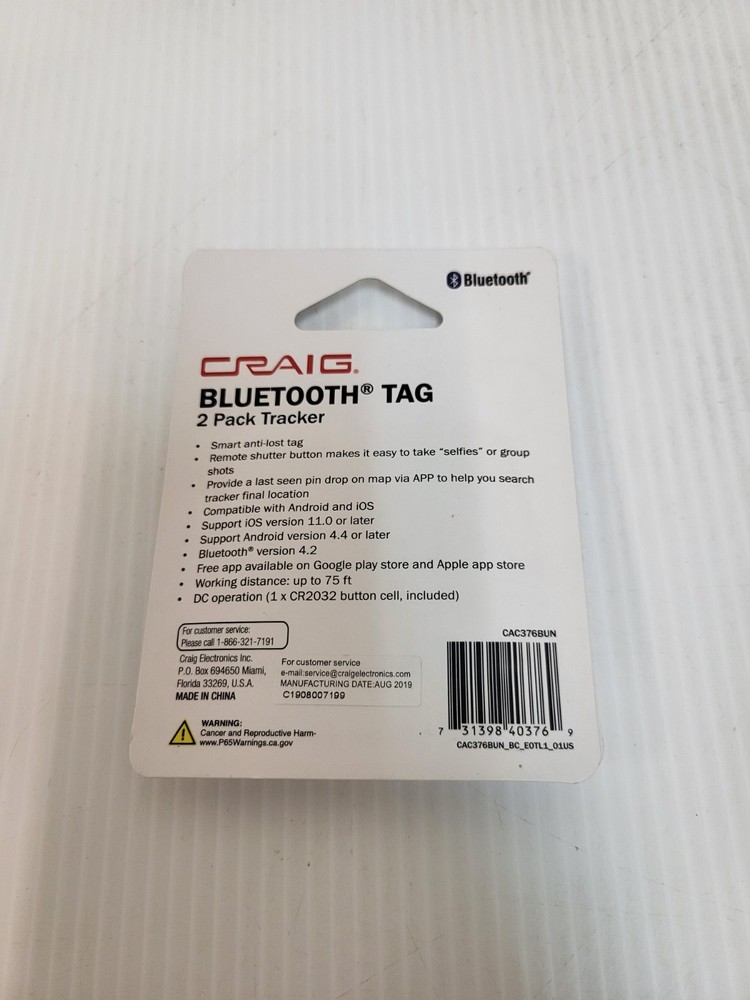 Bluetooth®
CRAIG®
BLUETOOTH® TAG
2 Pack Tracker
• Smart anti-lost tag
• Remote shutter button makes it easy to take “selfies” or group
shots
• Provide a last seen pin drop on map via APP to help you search
tracker final location
• Compatible with Android and iOS
• Support iOS version 11.0 or later
• Support Android version 4.4 or later
• Bluetooth® version 4.2
• Free app available on Google play store and Apple app store
• Working distance: up to 75 ft
• DC operation (1 x CR2032 button cell, included)
For customer service:
Please call 1-866-321-7191
Craig Electronics Inc.
P.O. Box 694650 Miami,
Florida 33269, U.S.A.
MADE IN CHINA
For customer service
e-mail:service@craigelectronics.com
MANUFACTURING DATE:AUG 2019
C1908007199
WARNING:
Cancer and Reproductive Harm-
www.P65Warnings.ca.gov
CAC376BUN
7 31398 40376 9
CAC376BUN_BC_E0TL1_01US